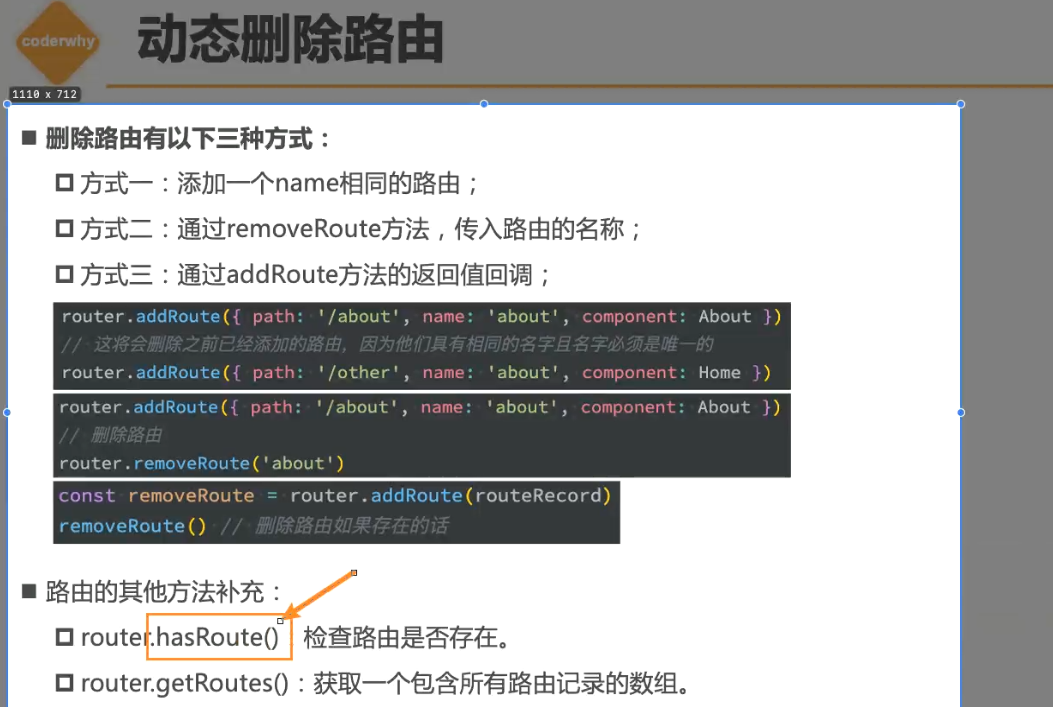 coderwhy
动态删除路由
1110 x 712
■ 删除路由有以下三种方式：
方式一：添加一个name相同的路由；
方式二：通过removeRoute方法，传入路由的名称；
方式三：通过addRoute方法的返回值回调；
router.addRoute({ path: '/about', name: 'about', component: About })
// 这将会删除之前已经添加的路由，因为他们具有相同的名字且名字必须是唯一的
router.addRoute({ path: '/other', name: 'about', component: Home })
router.addRoute({ path: '/about', name: 'about', component: About })
// 删除路由
router.removeRoute('about')
const removeRoute = router.addRoute(routeRecord)
removeRoute() // 删除路由如果存在的话
■ 路由的其他方法补充：
router.hasRoute()：检查路由是否存在。
router.getRoutes()：获取一个包含所有路由记录的数组。